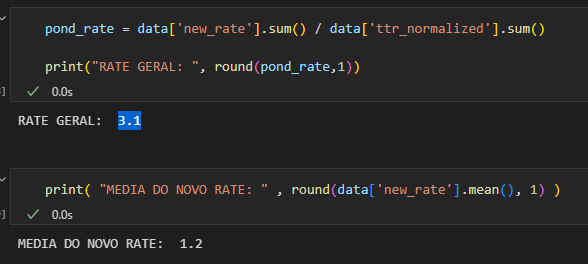 pond_rate = data['new_rate'].sum() / data['ttr_normalized'].sum()
print("RATE GERAL: ", round(pond_rate,1))
0.0s
RATE GERAL:  3.1
print( "MEDIA DO NOVO RATE: " , round(data['new_rate'].mean(), 1) )
0.0s
MEDIA DO NOVO RATE:  1.2